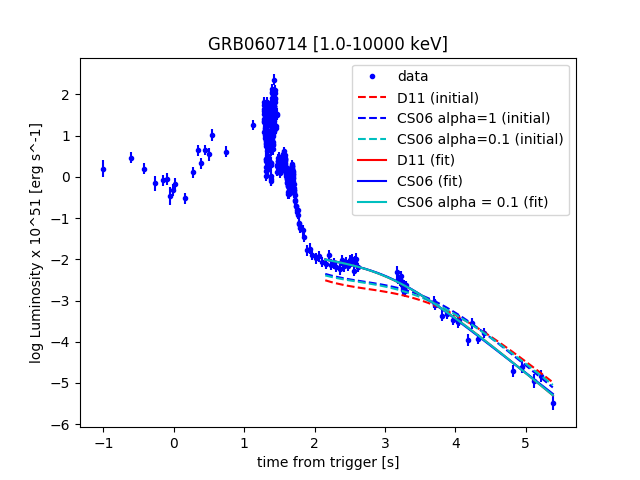 GRB060714 [1.0-10000 keV]
data
D11 (initial)
CS06 alpha=1 (initial)
CS06 alpha=0.1 (initial)
D11 (fit)
CS06 (fit)
CS06 alpha = 0.1 (fit)
log Luminosity x 10^51 [erg s^-1]
2
1
0
−1
−2
−3
−4
−5
−6
−1 0 1 2 3 4 5
time from trigger [s]